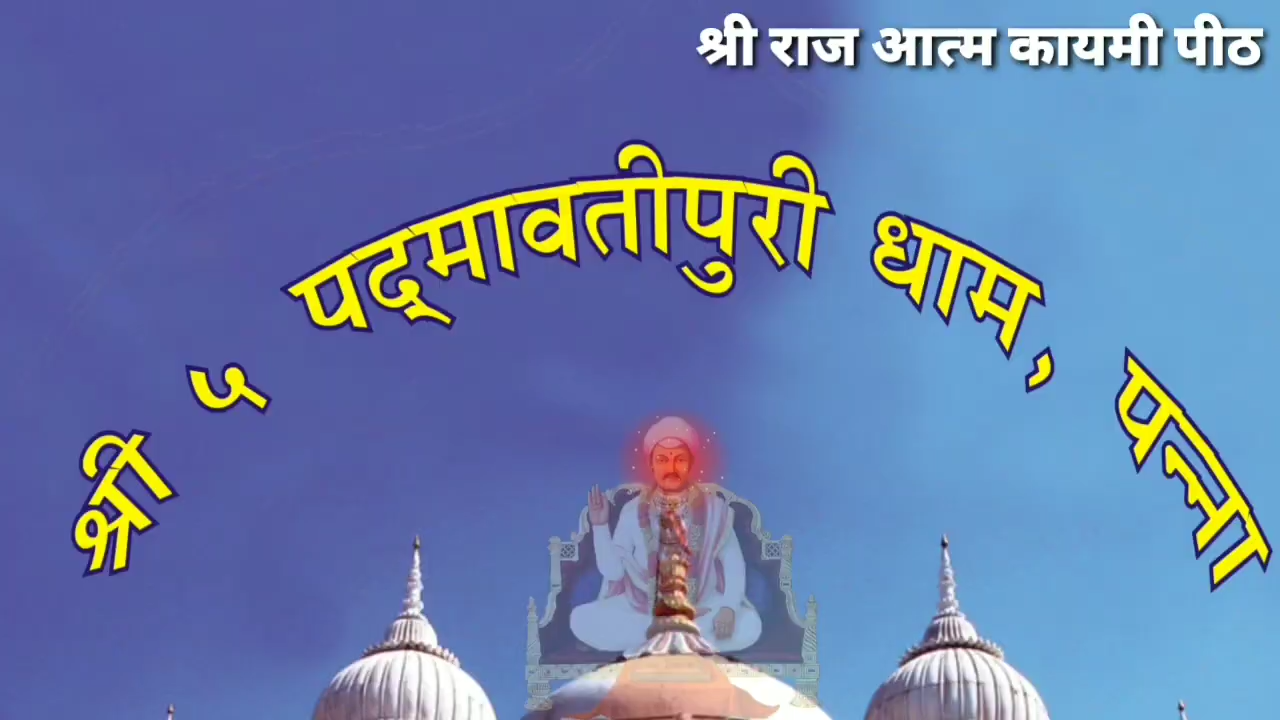 श्री राज आत्म कायमी पीठ
श्री ५ पद्‌मावतीपुरी धाम, पन्ना